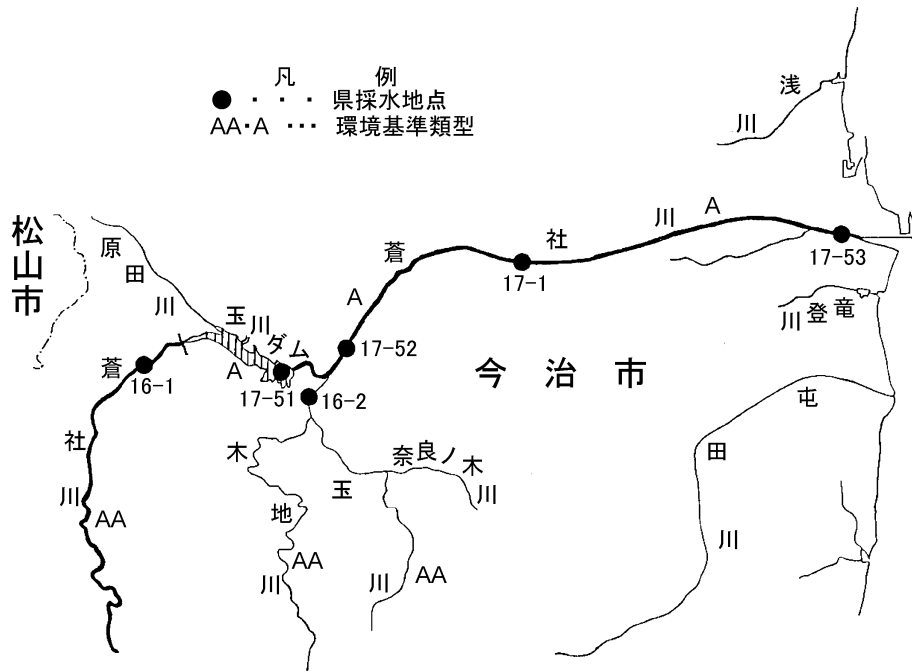 凡 例
● ・・・ 県採水地点
AA・A ・・・ 環境基準類型
浅川
松山市
原田川
玉川ダム
A
蒼社川
A
A
17-1
17-53
17-52
17-51
16-1
16-2
蒼社川
AA
今治市
登竜川
屯田川
木地川
AA
奈良ノ木川
玉川
AA